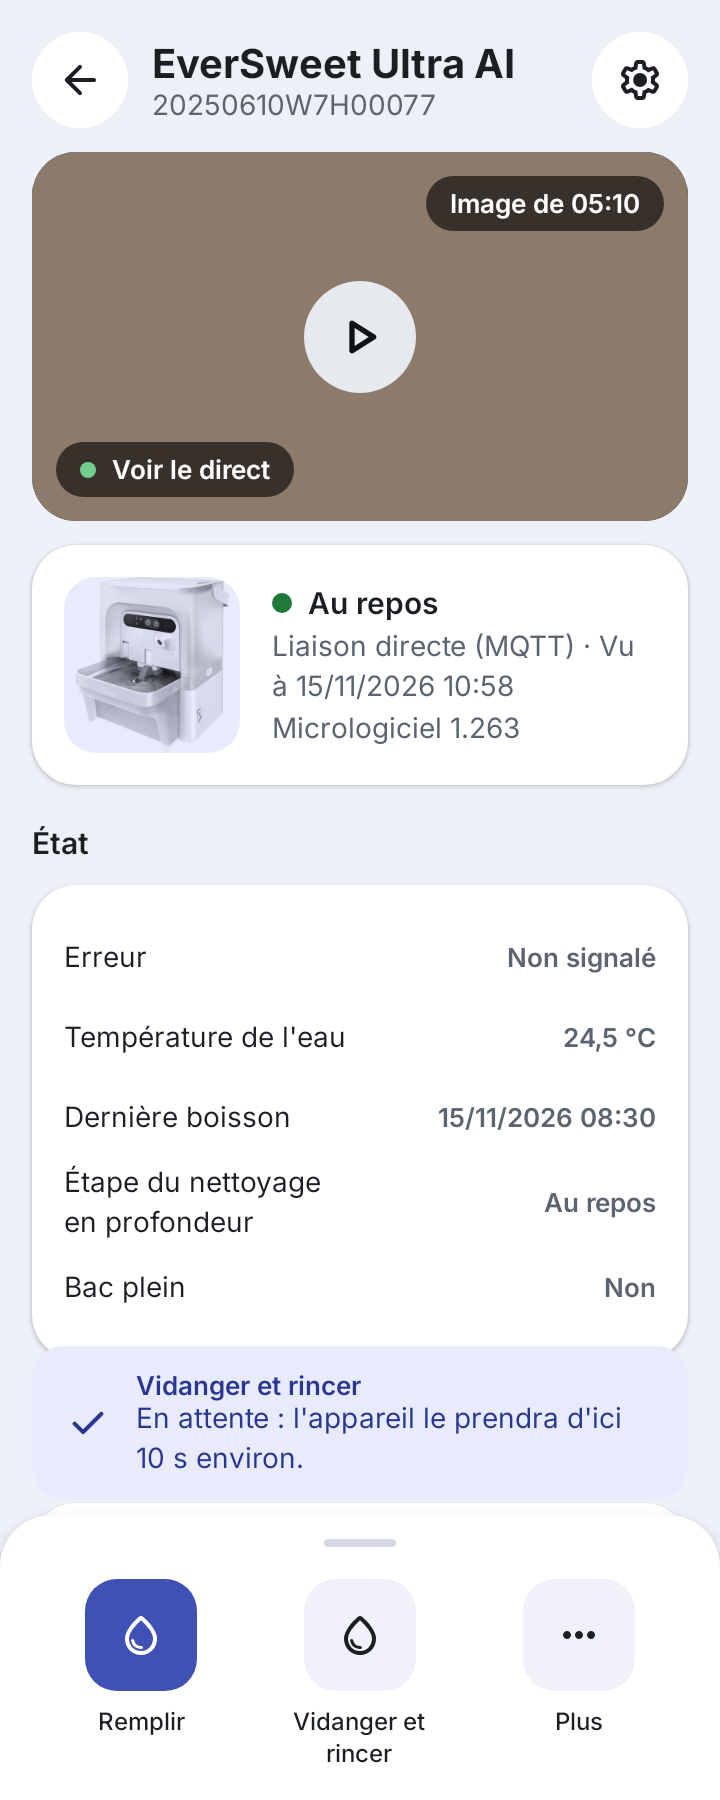 EverSweet Ultra AI
20250610W7H00077
Image de 05:10
Voir le direct
Au repos
Liaison directe (MQTT) · Vu
à 15/11/2026 10:58
Micrologiciel 1.263
État
Erreur
Non signalé
Température de l'eau
24,5 °C
Dernière boisson
15/11/2026 08:30
Étape du nettoyage
en profondeur
Au repos
Bac plein
Non
Vidanger et rincer
En attente : l'appareil le prendra d'ici
10 s environ.
Remplir
Vidanger et
rincer
Plus